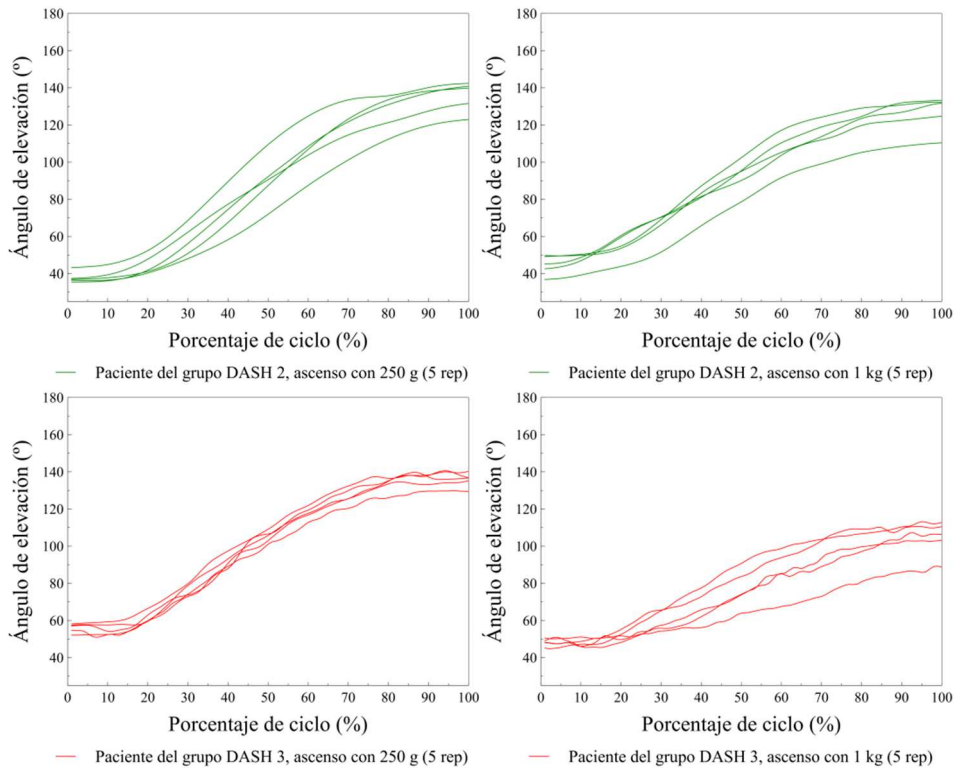 180
160
140
120
100
80
60
40
Ángulo de elevación (º)
0 10 20 30 40 50 60 70 80 90 100
Porcentaje de ciclo (%)
Paciente del grupo DASH 2, ascenso con 250 g (5 rep)
180
160
140
120
100
80
60
40
Ángulo de elevación (º)
0 10 20 30 40 50 60 70 80 90 100
Porcentaje de ciclo (%)
Paciente del grupo DASH 2, ascenso con 1 kg (5 rep)
180
160
140
120
100
80
60
40
Ángulo de elevación (º)
0 10 20 30 40 50 60 70 80 90 100
Porcentaje de ciclo (%)
Paciente del grupo DASH 3, ascenso con 250 g (5 rep)
180
160
140
120
100
80
60
40
Ángulo de elevación (º)
0 10 20 30 40 50 60 70 80 90 100
Porcentaje de ciclo (%)
Paciente del grupo DASH 3, ascenso con 1 kg (5 rep)